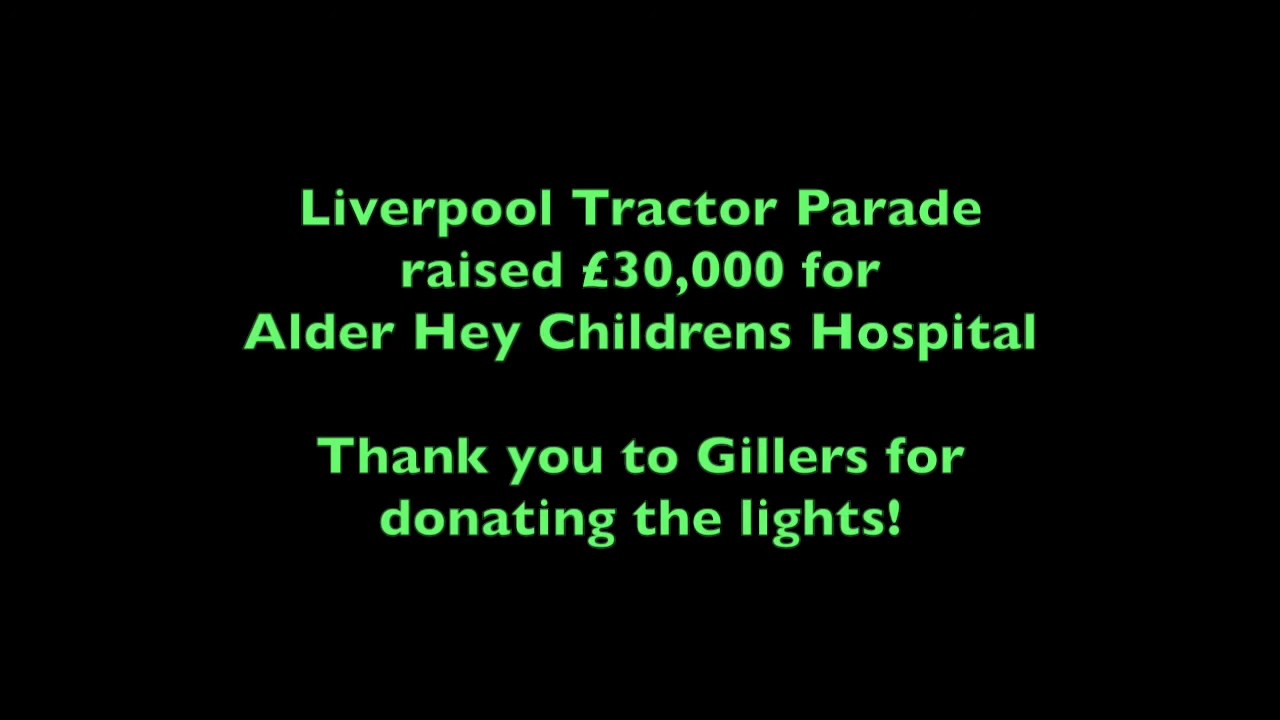 Liverpool Tractor Parade
raised £30,000 for
Alder Hey Childrens Hospital
Thank you to Gillers for
donating the lights!